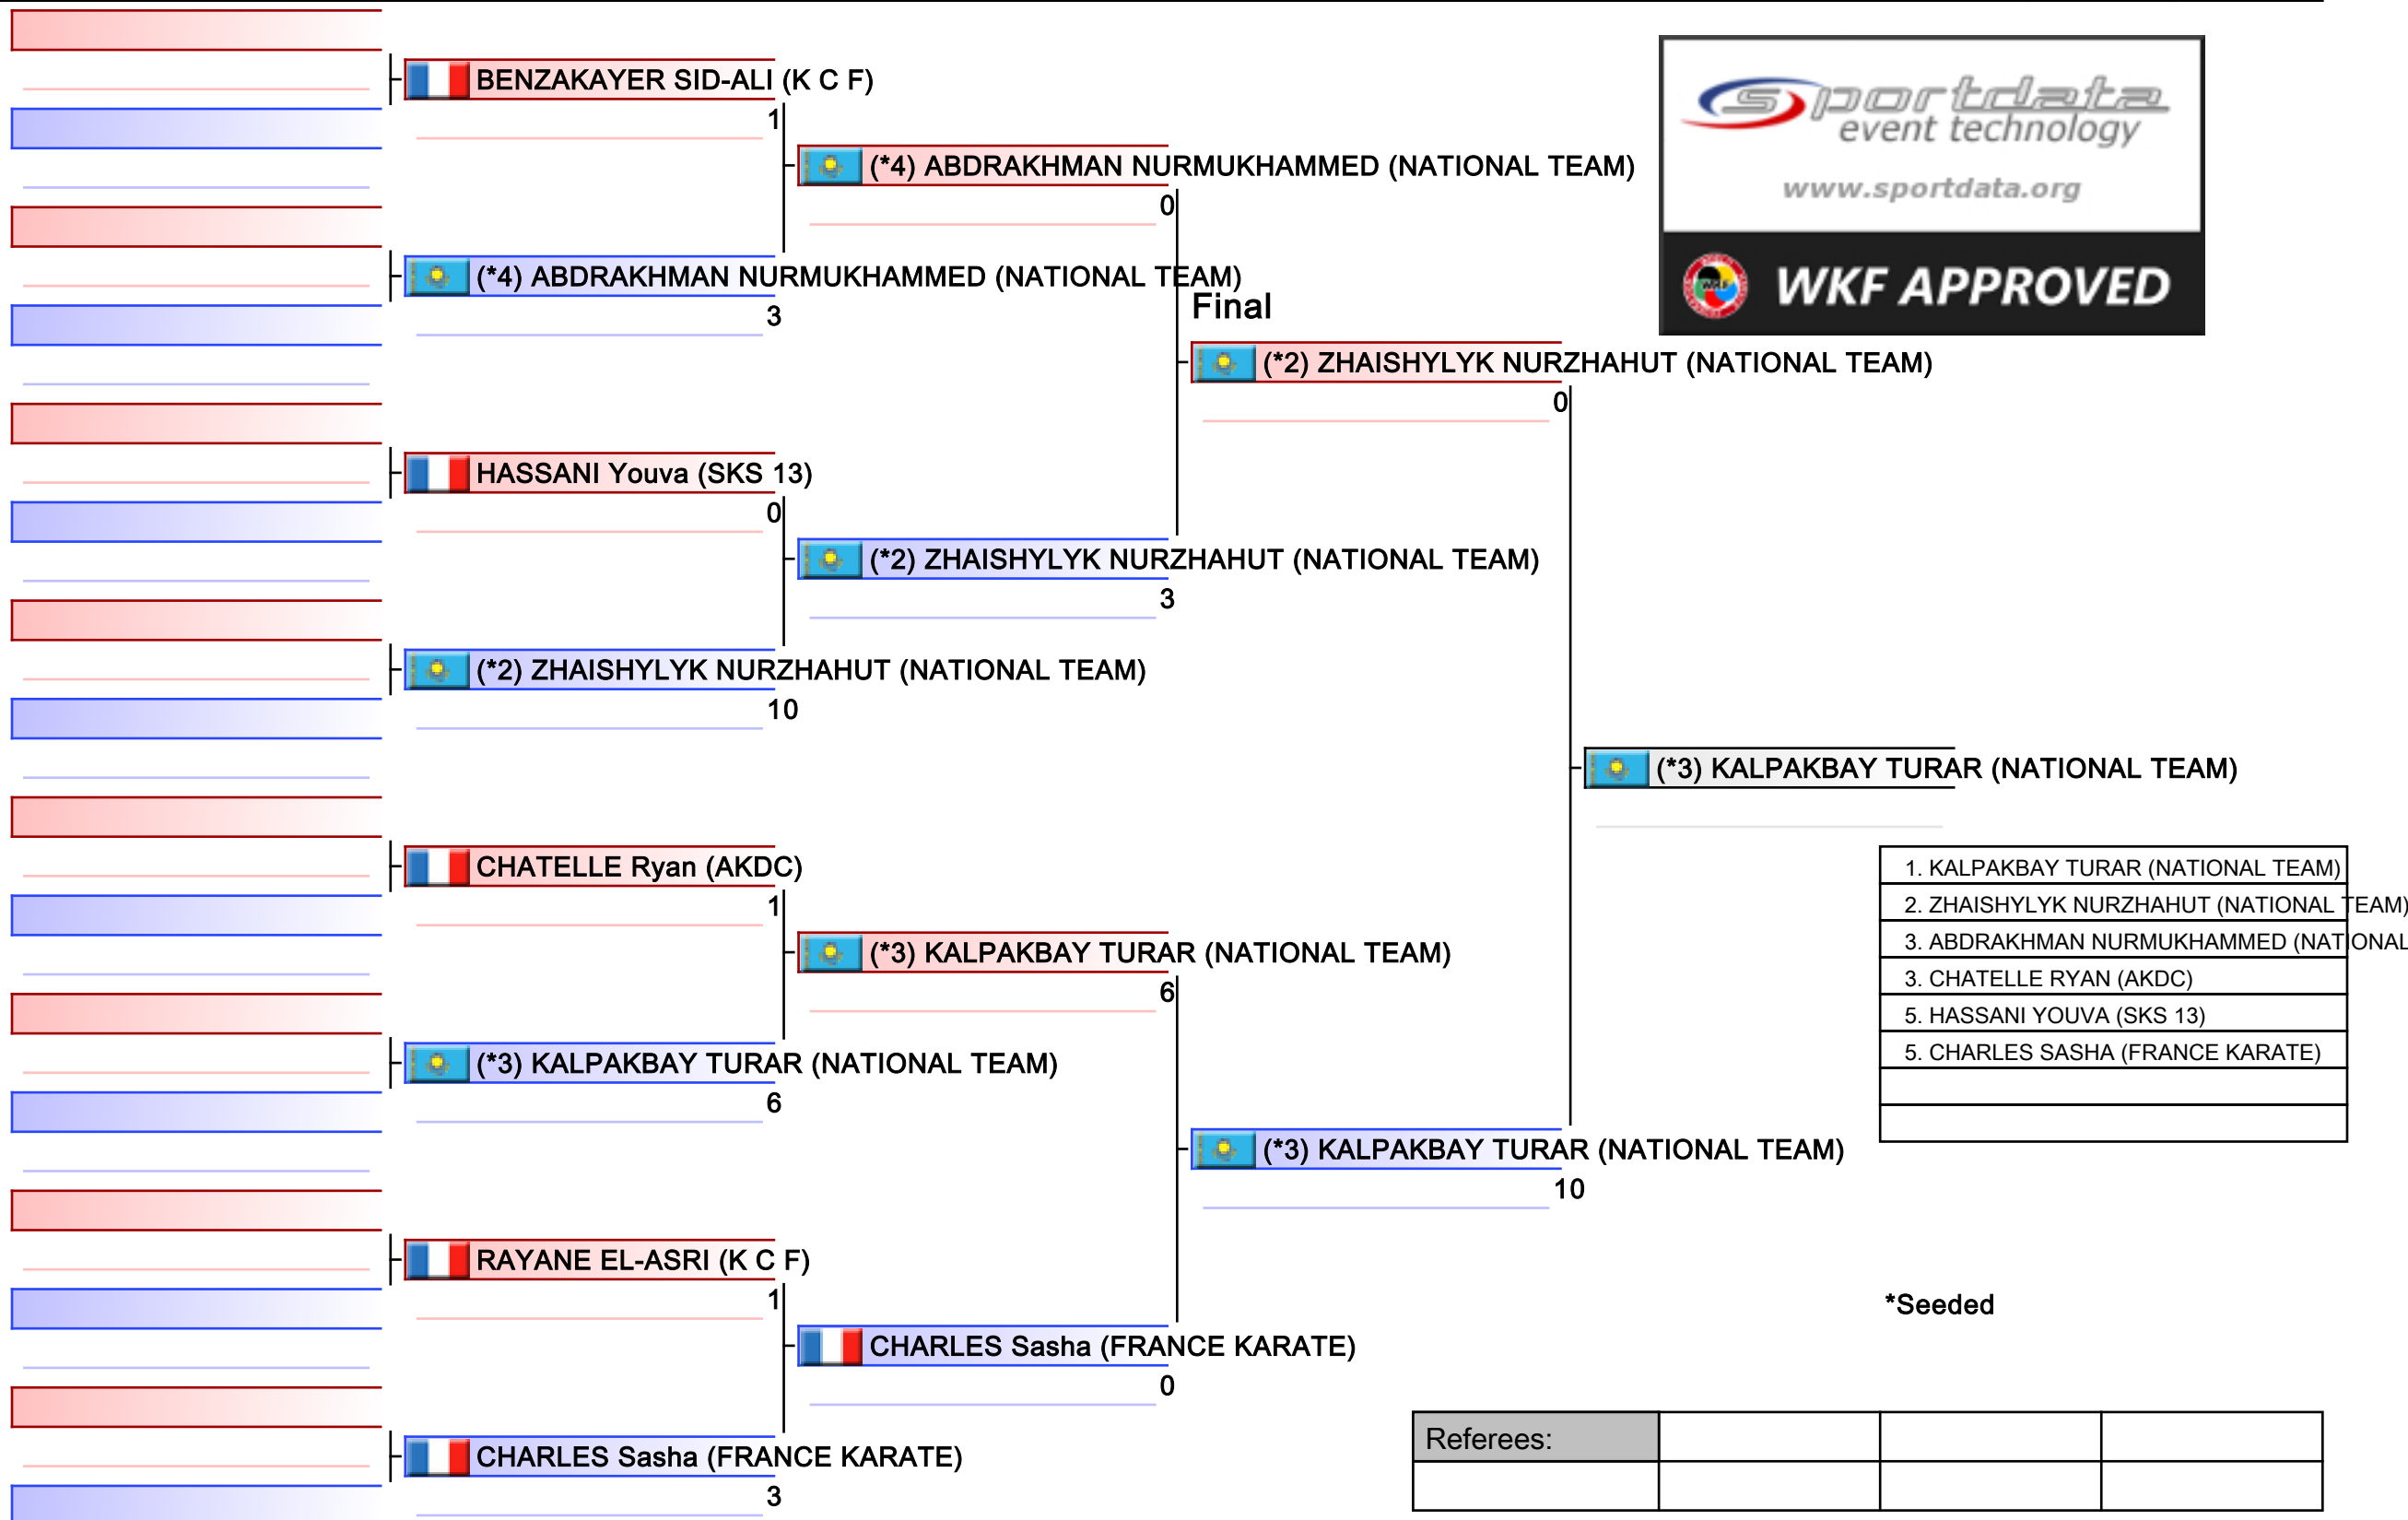 BENZAKAYER SID-ALI (K C F)
1
(*4) ABDRAKHMAN NURMUKHAMMED (NATIONAL TEAM)
0
(*4) ABDRAKHMAN NURMUKHAMMED (NATIONAL TEAM)
3
Final
(*2) ZHAISHYLYK NURZHAHUT (NATIONAL TEAM)
0
HASSANI Youva (SKS 13)
0
(*2) ZHAISHYLYK NURZHAHUT (NATIONAL TEAM)
3
(*2) ZHAISHYLYK NURZHAHUT (NATIONAL TEAM)
10
(*3) KALPAKBAY TURAR (NATIONAL TEAM)
CHATELLE Ryan (AKDC)
1
(*3) KALPAKBAY TURAR (NATIONAL TEAM)
6
(*3) KALPAKBAY TURAR (NATIONAL TEAM)
6
(*3) KALPAKBAY TURAR (NATIONAL TEAM)
10
RAYANE EL-ASRI (K C F)
1
CHARLES Sasha (FRANCE KARATE)
0
CHARLES Sasha (FRANCE KARATE)
3
sportdata
event technology
www.sportdata.org
WKF
WKF APPROVED
1. KALPAKBAY TURAR (NATIONAL TEAM)
2. ZHAISHYLYK NURZHAHUT (NATIONAL TEAM)
3. ABDRAKHMAN NURMUKHAMMED (NATIONAL
3. CHATELLE RYAN (AKDC)
5. HASSANI YOUVA (SKS 13)
5. CHARLES SASHA (FRANCE KARATE)
*Seeded
Referees: